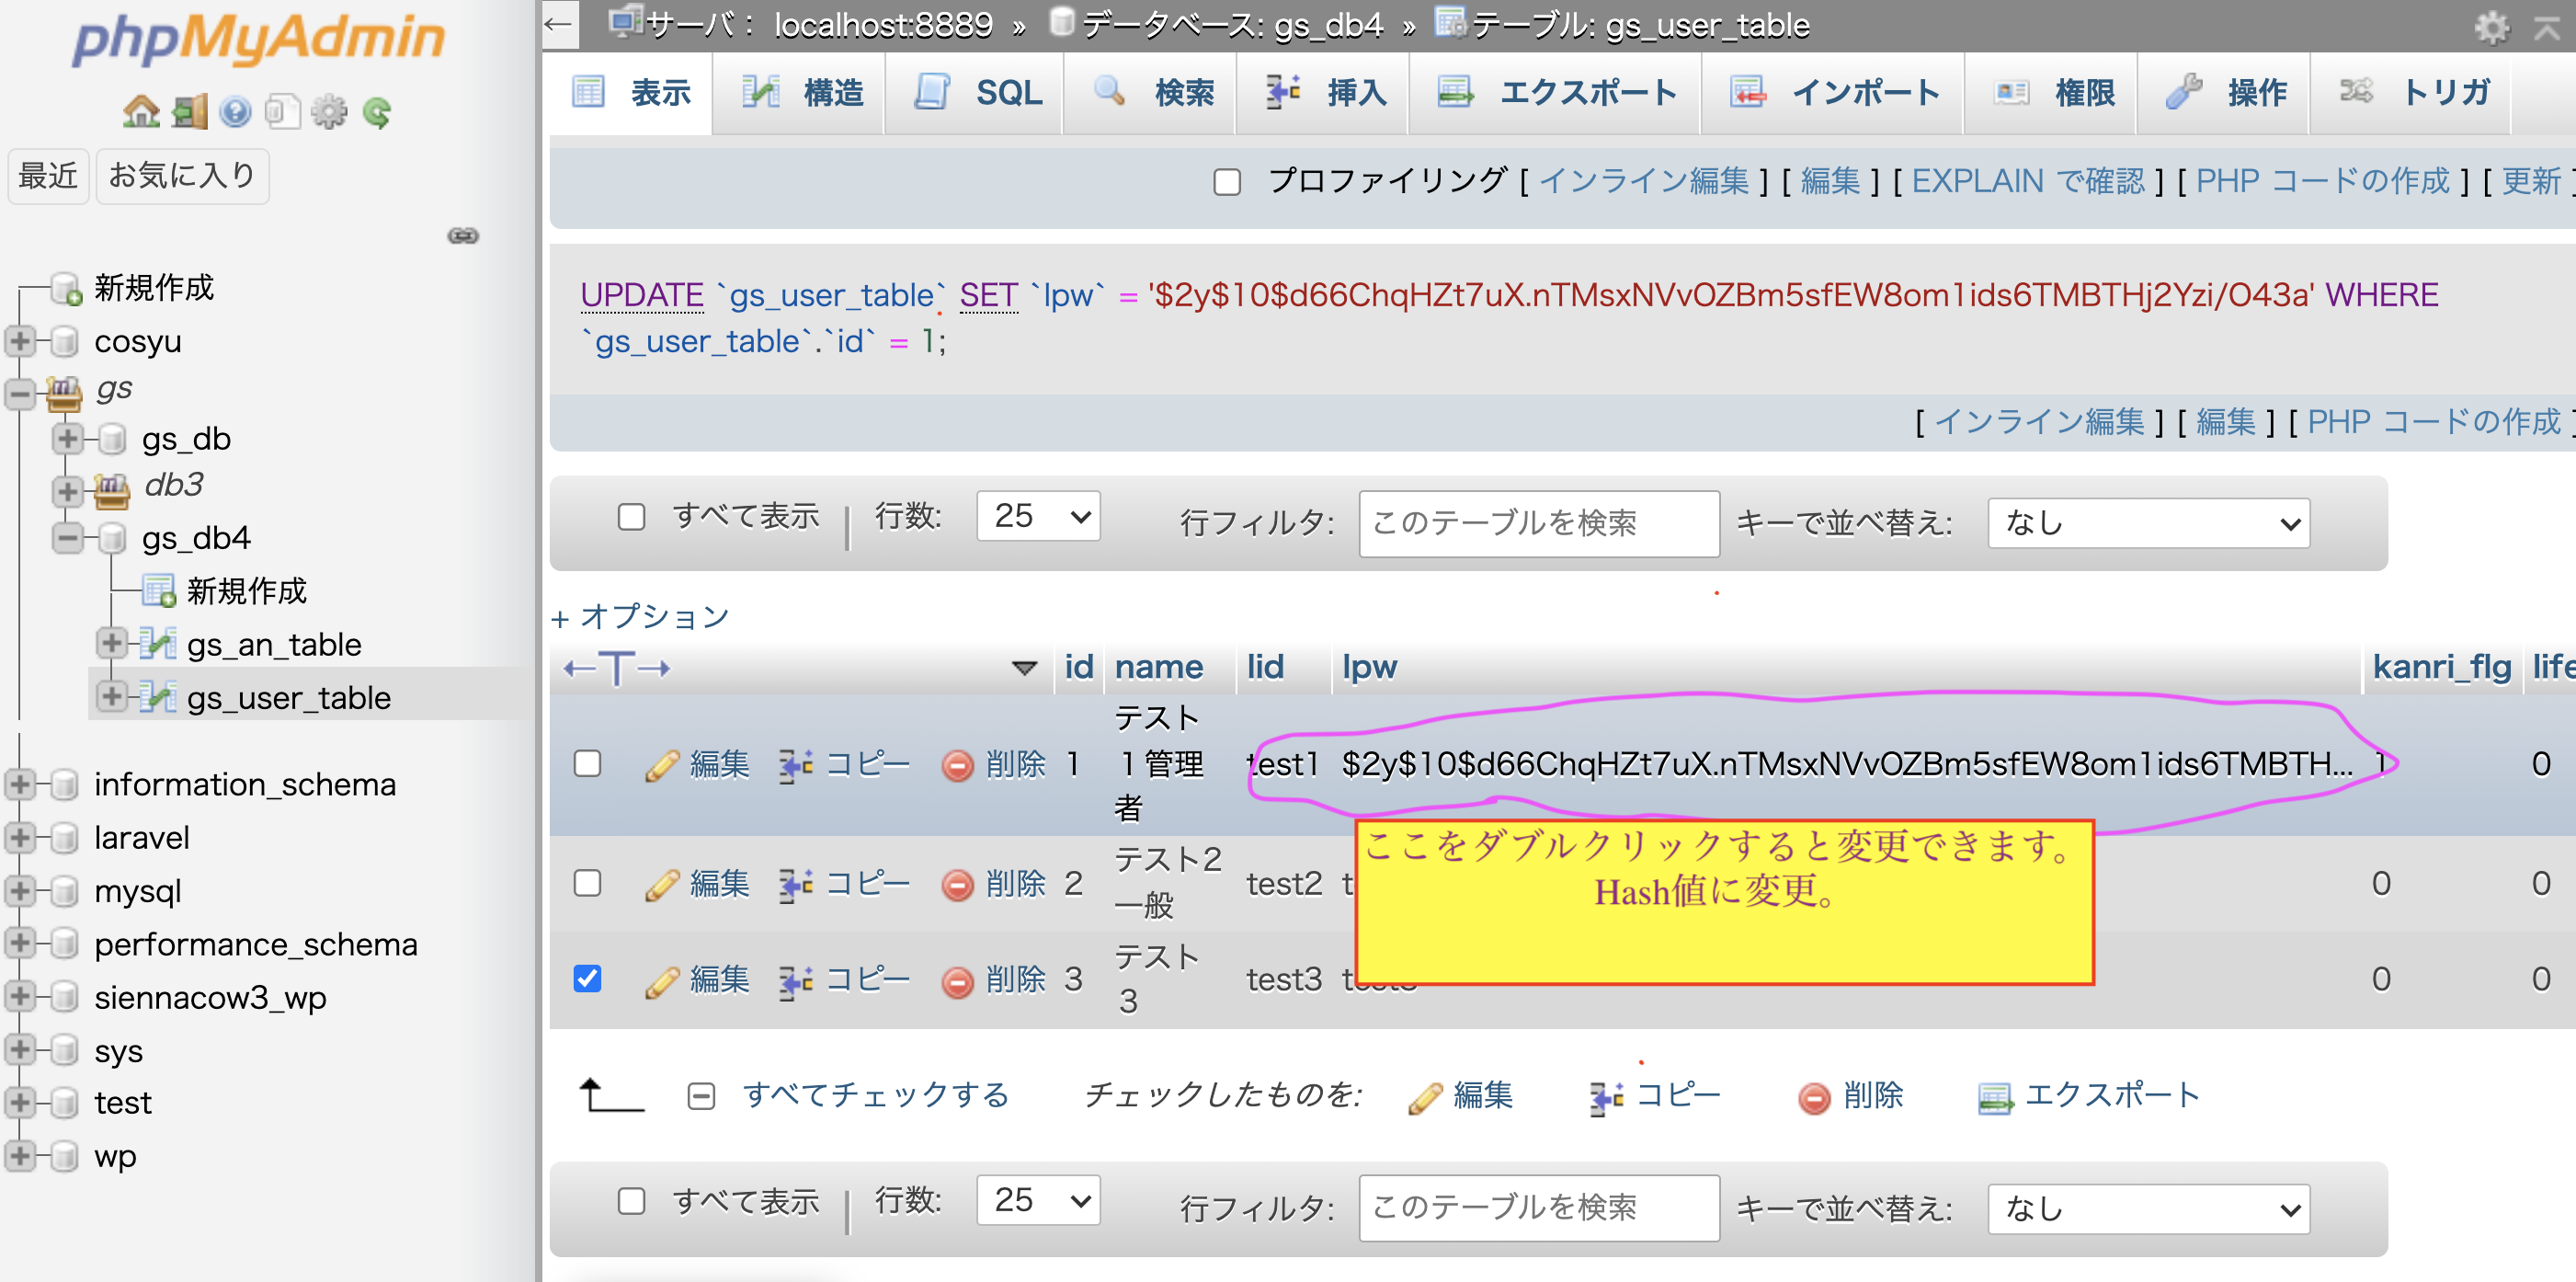 phpMyAdmin
最近 お気に入り
新規作成
cosyu
gs
gs_db
db3
gs_db4
新規作成
gs_an_table
gs_user_table
information_schema
laravel
mysql
performance_schema
siennacow3_wp
sys
test
wp
サーバ: localhost:8889 » データベース: gs_db4 » テーブル: gs_user_table
表示 構造 SQL 検索 挿入 エクスポート インポート 権限 操作 トリガ
プロファイリング [ インライン編集 ] [ 編集 ] [ EXPLAIN で確認 ] [ PHP コードの作成 ] [ 更新 ]
UPDATE `gs_user_table` SET `lpw` = '$2y$10$d66ChqHZt7uX.nTMsxNVvOZBm5sfEW8om1ids6TMBTHj2Yzi/O43a' WHERE
`gs_user_table`.`id` = 1;
[ インライン編集 ] [ 編集 ] [ PHP コードの作成 ]
すべて表示 行数: 25 行フィルタ: このテーブルを検索 キーで並べ替え: なし
+ オプション
←T→ id name lid lpw kanri_flg life
編集 コピー 削除 1 テスト１管理者 test1 $2y$10$d66ChqHZt7uX.nTMsxNVvOZBm5sfEW8om1ids6TMBTH... 1 0
ここをダブルクリックすると変更できます。
Hash値に変更。
編集 コピー 削除 2 テスト2一般 test2 t 0 0
編集 コピー 削除 3 テスト3 test3 0 0
すべてチェックする チェックしたものを: 編集 コピー 削除 エクスポート
すべて表示 行数: 25 行フィルタ: このテーブルを検索 キーで並べ替え: なし